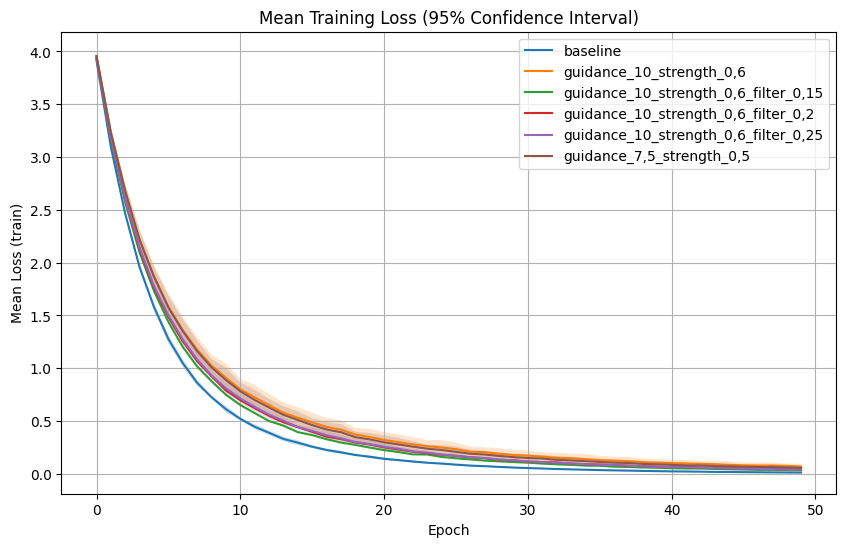 Mean Training Loss (95% Confidence Interval)
baseline
guidance_10_strength_0,6
guidance_10_strength_0,6_filter_0,15
guidance_10_strength_0,6_filter_0,2
guidance_10_strength_0,6_filter_0,25
guidance_7,5_strength_0,5
Mean Loss (train)
4.0
3.5
3.0
2.5
2.0
1.5
1.0
0.5
0.0
0 10 20 30 40 50
Epoch